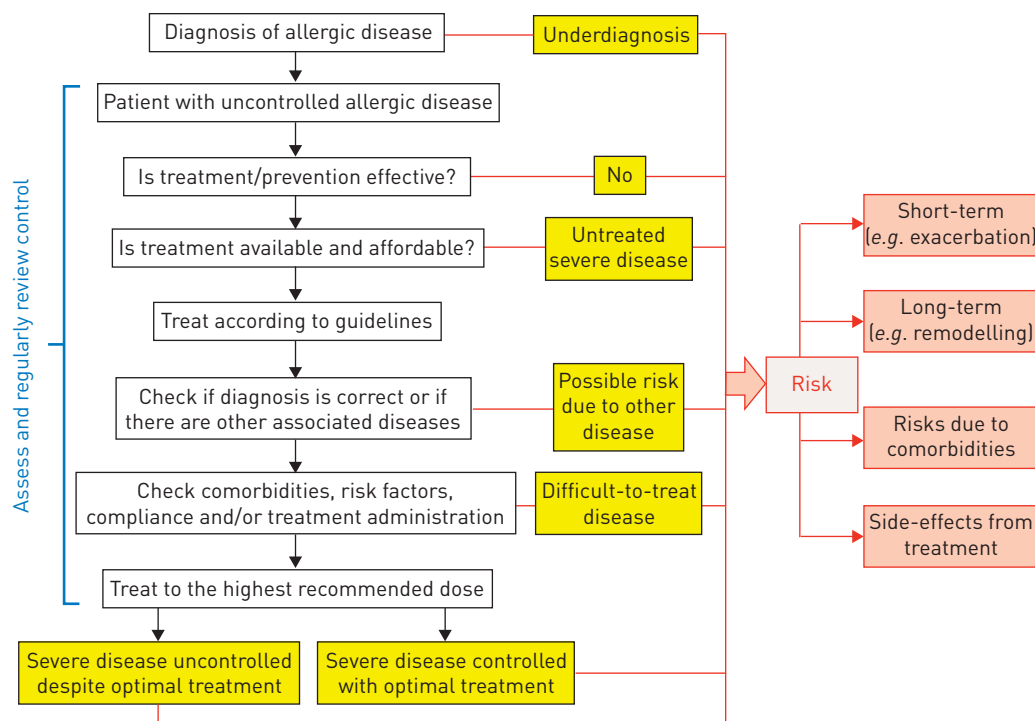 Diagnosis of allergic disease
Underdiagnosis
Patient with uncontrolled allergic disease
Is treatment/prevention effective?
No
Is treatment available and affordable?
Untreated
severe disease
Treat according to guidelines
Check if diagnosis is correct or if
there are other associated diseases
Possible risk
due to other
disease
Check comorbidities, risk factors,
compliance and/or treatment administration
Difficult-to-treat
disease
Treat to the highest recommended dose
Severe disease uncontrolled
despite optimal treatment
Severe disease controlled
with optimal treatment
Assess and regularly review control
Risk
Short-term
(e.g. exacerbation)
Long-term
(e.g. remodelling)
Risks due to
comorbidities
Side-effects from
treatment